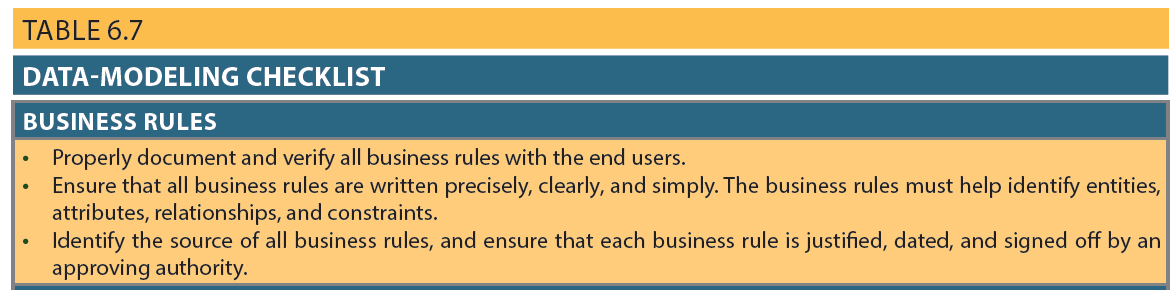 TABLE 6.7
DATA-MODELING CHECKLIST
BUSINESS RULES
• Properly document and verify all business rules with the end users.
• Ensure that all business rules are written precisely, clearly, and simply. The business rules must help identify entities,
attributes, relationships, and constraints.
• Identify the source of all business rules, and ensure that each business rule is justified, dated, and signed off by an
approving authority.